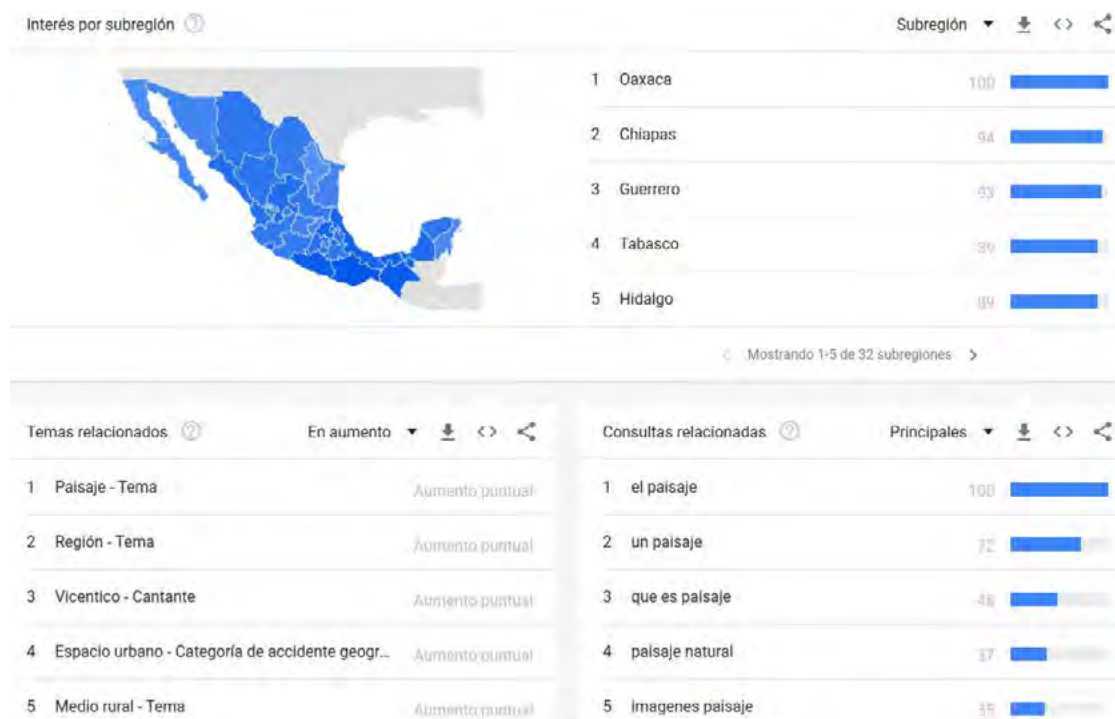 Interés por subregión
Subregión
1 Oaxaca 100
2 Chiapas 94
3 Guerrero 93
4 Tabasco 89
5 Hidalgo 89
Mostrando 1-5 de 32 subregiones
Temas relacionados
En aumento
1 Paisaje - Tema Aumento puntual
2 Región - Tema Aumento puntual
3 Vicentico - Cantante Aumento puntual
4 Espacio urbano - Categoría de accidente geogr... Aumento puntual
5 Medio rural - Tema Aumento puntual
Consultas relacionadas
Principales
1 el paisaje 100
2 un paisaje 72
3 que es paisaje
4 paisaje natural 37
5 imagenes paisaje 35